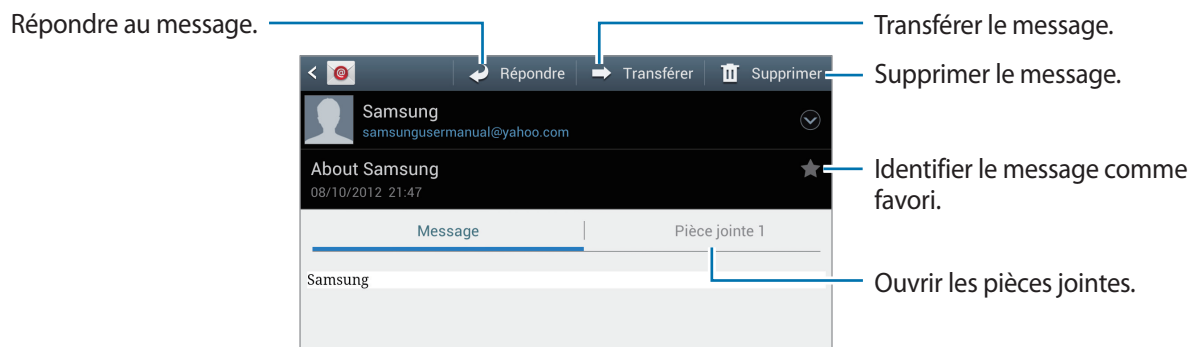 Répondre au message.
Transférer le message.
Répondre
Transférer
Supprimer
Supprimer le message.
Samsung
samsungusermanual@yahoo.com
About Samsung
08/10/2012 21:47
Identifier le message comme
favori.
Message
Pièce jointe 1
Samsung
Ouvrir les pièces jointes.